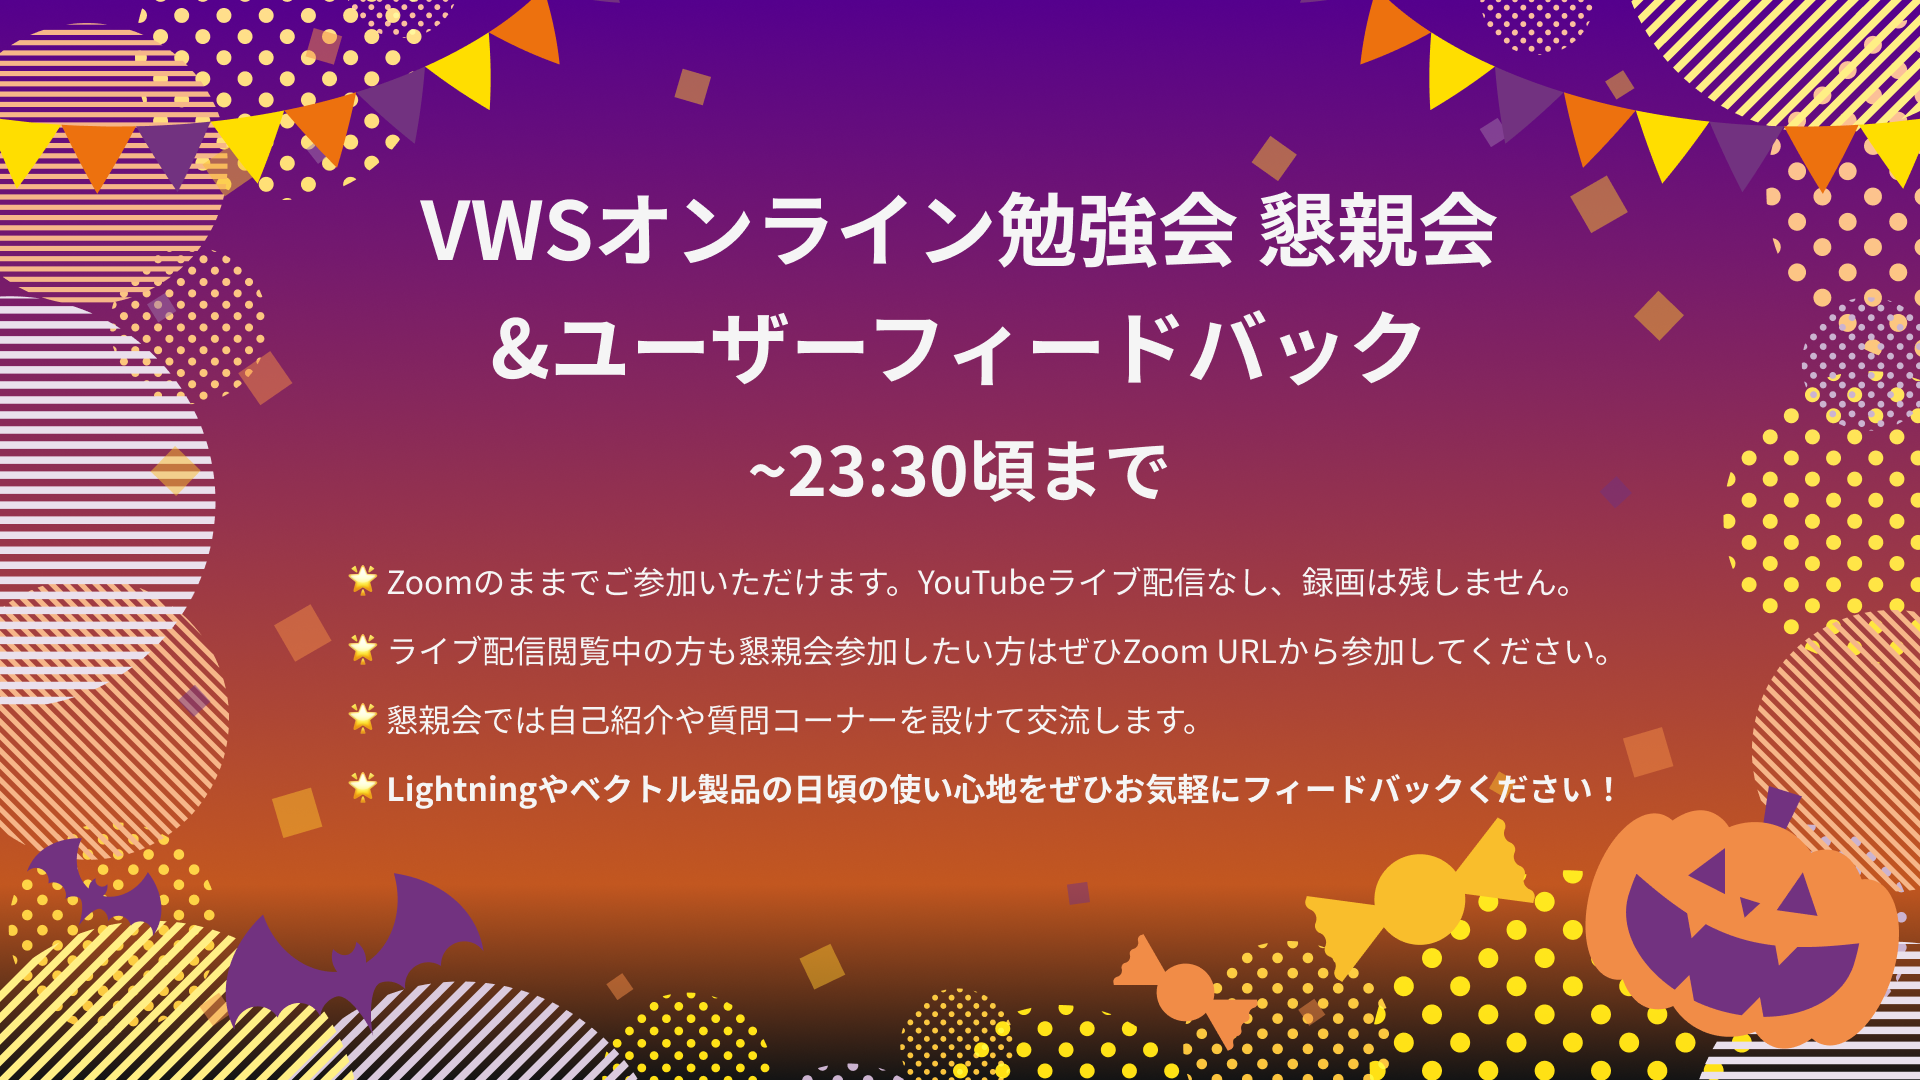 VWSオンライン勉強会 懇親会
&ユーザーフィードバック
~23:30頃まで
🌟 Zoomのままでご参加いただけます。YouTubeライブ配信なし、録画は残しません。
🌟 ライブ配信閲覧中の方も懇親会参加したい方はぜひZoom URLから参加してください。
🌟 懇親会では自己紹介や質問コーナーを設けて交流します。
🌟 Lightningやベクトル製品の日頃の使い心地をぜひお気軽にフィードバックください！